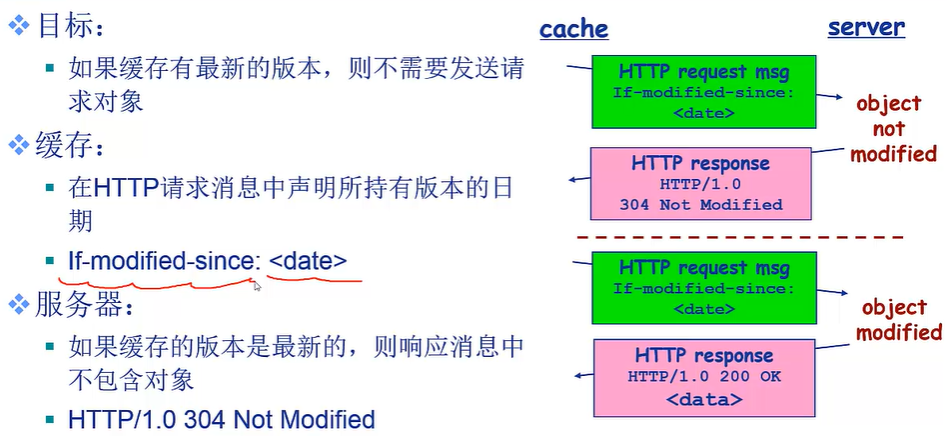 目标：
如果缓存有最新的版本，则不需要发送请
求对象
缓存：
在HTTP请求消息中声明所持有版本的日
期
If-modified-since: <date>
服务器：
如果缓存的版本是最新的，则响应消息中
不包含对象
HTTP/1.0 304 Not Modified
cache
server
HTTP request msg
If-modified-since:
<date>
object
not
modified
HTTP response
HTTP/1.0
304 Not Modified
HTTP request msg
If-modified-since:
<date>
object
modified
HTTP response
HTTP/1.0 200 OK
<data>